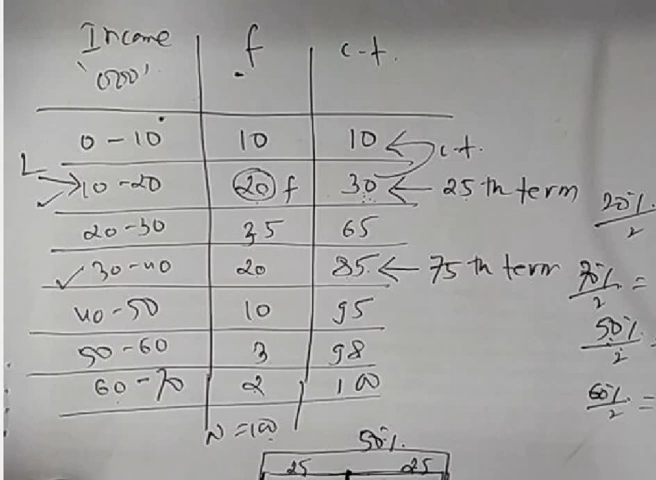 Income f c.f.
'000'
0-10 10 10 c.f.
L
10-20 20 f 30 25 th term
20-30 35 65
30-40 20 85 75 th term
40-50 10 95
50-60 3 98
60-70 2 100
N = 100
20% / 2
70% / 2 =
50% / 2
60% / 2 =
50%
25 25